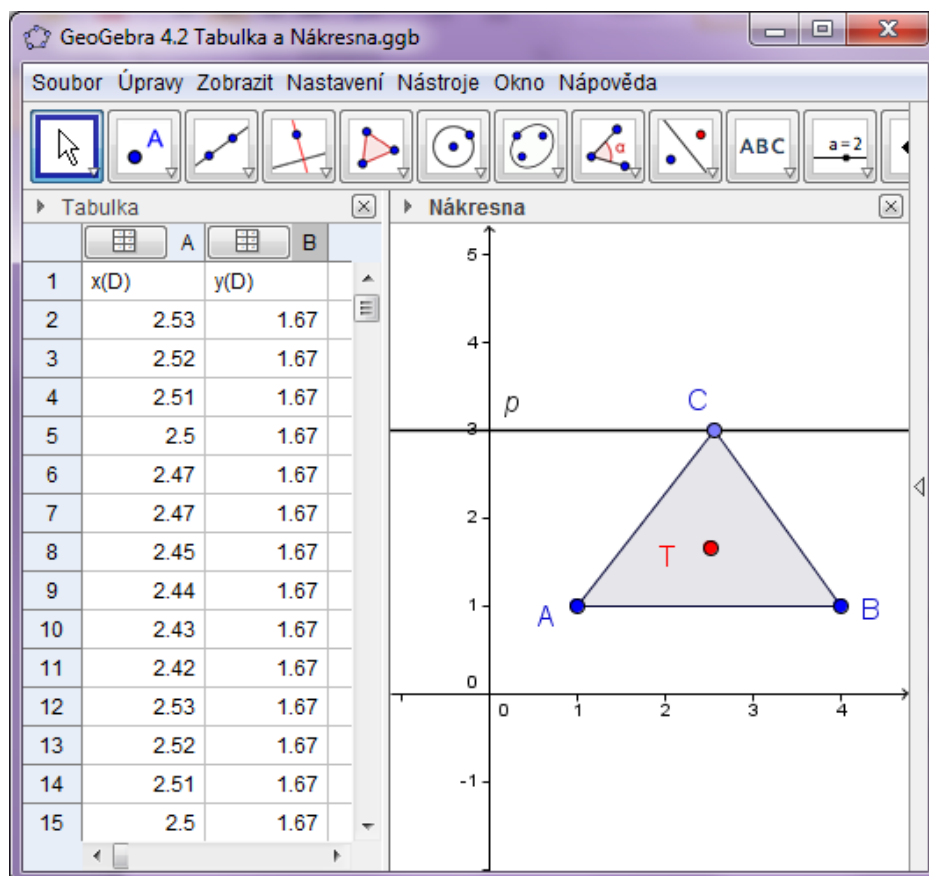 GeoGebra 4.2 Tabulka a Nákresna.ggb
Soubor Úpravy Zobrazit Nastavení Nástroje Okno Nápověda
A α ABC a=2
Tabulka
A B
1 x(D) y(D)
2 2.53 1.67
3 2.52 1.67
4 2.51 1.67
5 2.5 1.67
6 2.47 1.67
7 2.47 1.67
8 2.45 1.67
9 2.44 1.67
10 2.43 1.67
11 2.42 1.67
12 2.53 1.67
13 2.52 1.67
14 2.51 1.67
15 2.5 1.67
Nákresna
5
4
p C
3
2
T
1 A B
0
0 1 2 3 4
-1